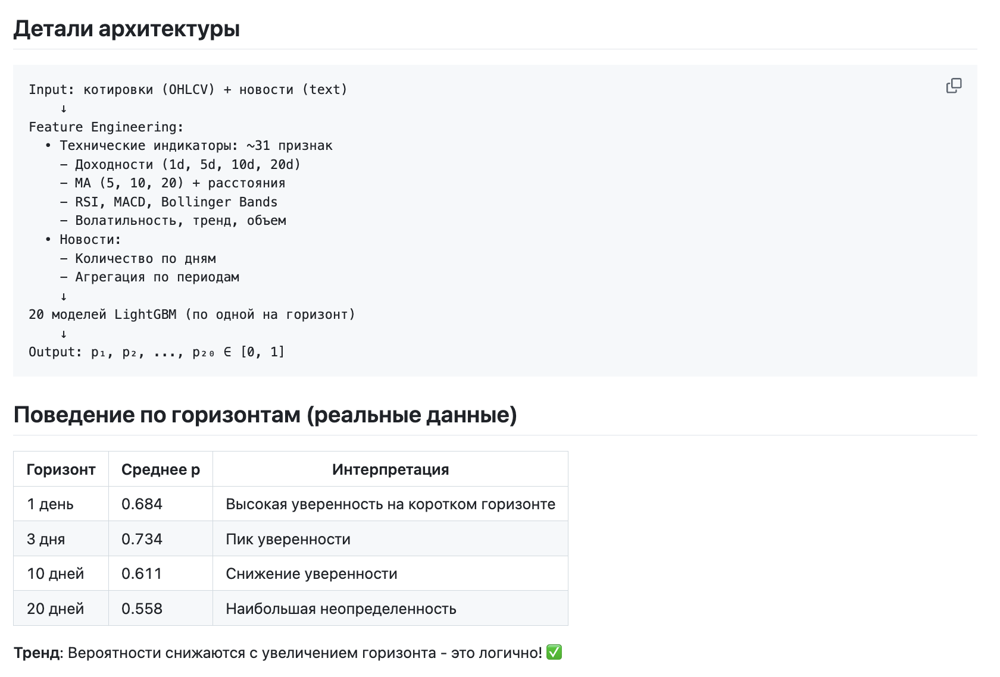 Детали архитектуры
Input: котировки (OHLCV) + новости (text)
↓
Feature Engineering:
• Технические индикаторы: ~31 признак
– Доходности (1d, 5d, 10d, 20d)
– MA (5, 10, 20) + расстояния
– RSI, MACD, Bollinger Bands
– Волатильность, тренд, объем
• Новости:
– Количество по дням
– Агрегация по периодам
↓
20 моделей LightGBM (по одной на горизонт)
↓
Output: p₁, p₂, ..., p₂₀ ∈ [0, 1]
Поведение по горизонтам (реальные данные)
Горизонт Среднее p Интерпретация
1 день 0.684 Высокая уверенность на коротком горизонте
3 дня 0.734 Пик уверенности
10 дней 0.611 Снижение уверенности
20 дней 0.558 Наибольшая неопределенность
Тренд: Вероятности снижаются с увеличением горизонта - это логично! ✅